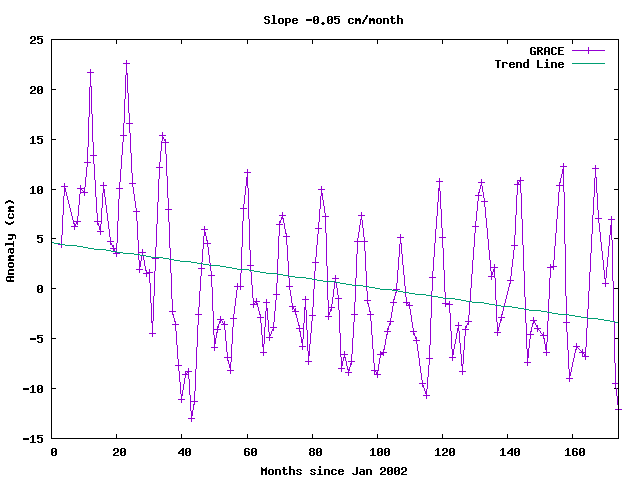 Slope -0.05 cm/month
GRACE
Trend Line
25
20
15
10
5
0
-5
-10
-15
Anomaly (cm)
0 20 40 60 80 100 120 140 160
Months since Jan 2002